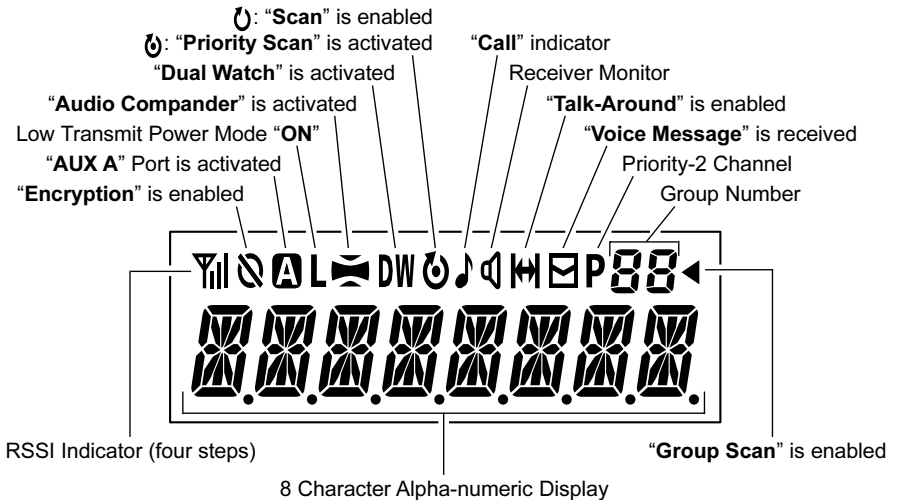 : “Scan” is enabled
: “Priority Scan” is activated
“Dual Watch” is activated
“Audio Compander” is activated
Low Transmit Power Mode “ON”
“AUX A” Port is activated
“Encryption” is enabled
“Call” indicator
Receiver Monitor
“Talk-Around” is enabled
“Voice Message” is received
Priority-2 Channel
Group Number
A L DW P 88
RSSI Indicator (four steps)
“Group Scan” is enabled
8 Character Alpha-numeric Display